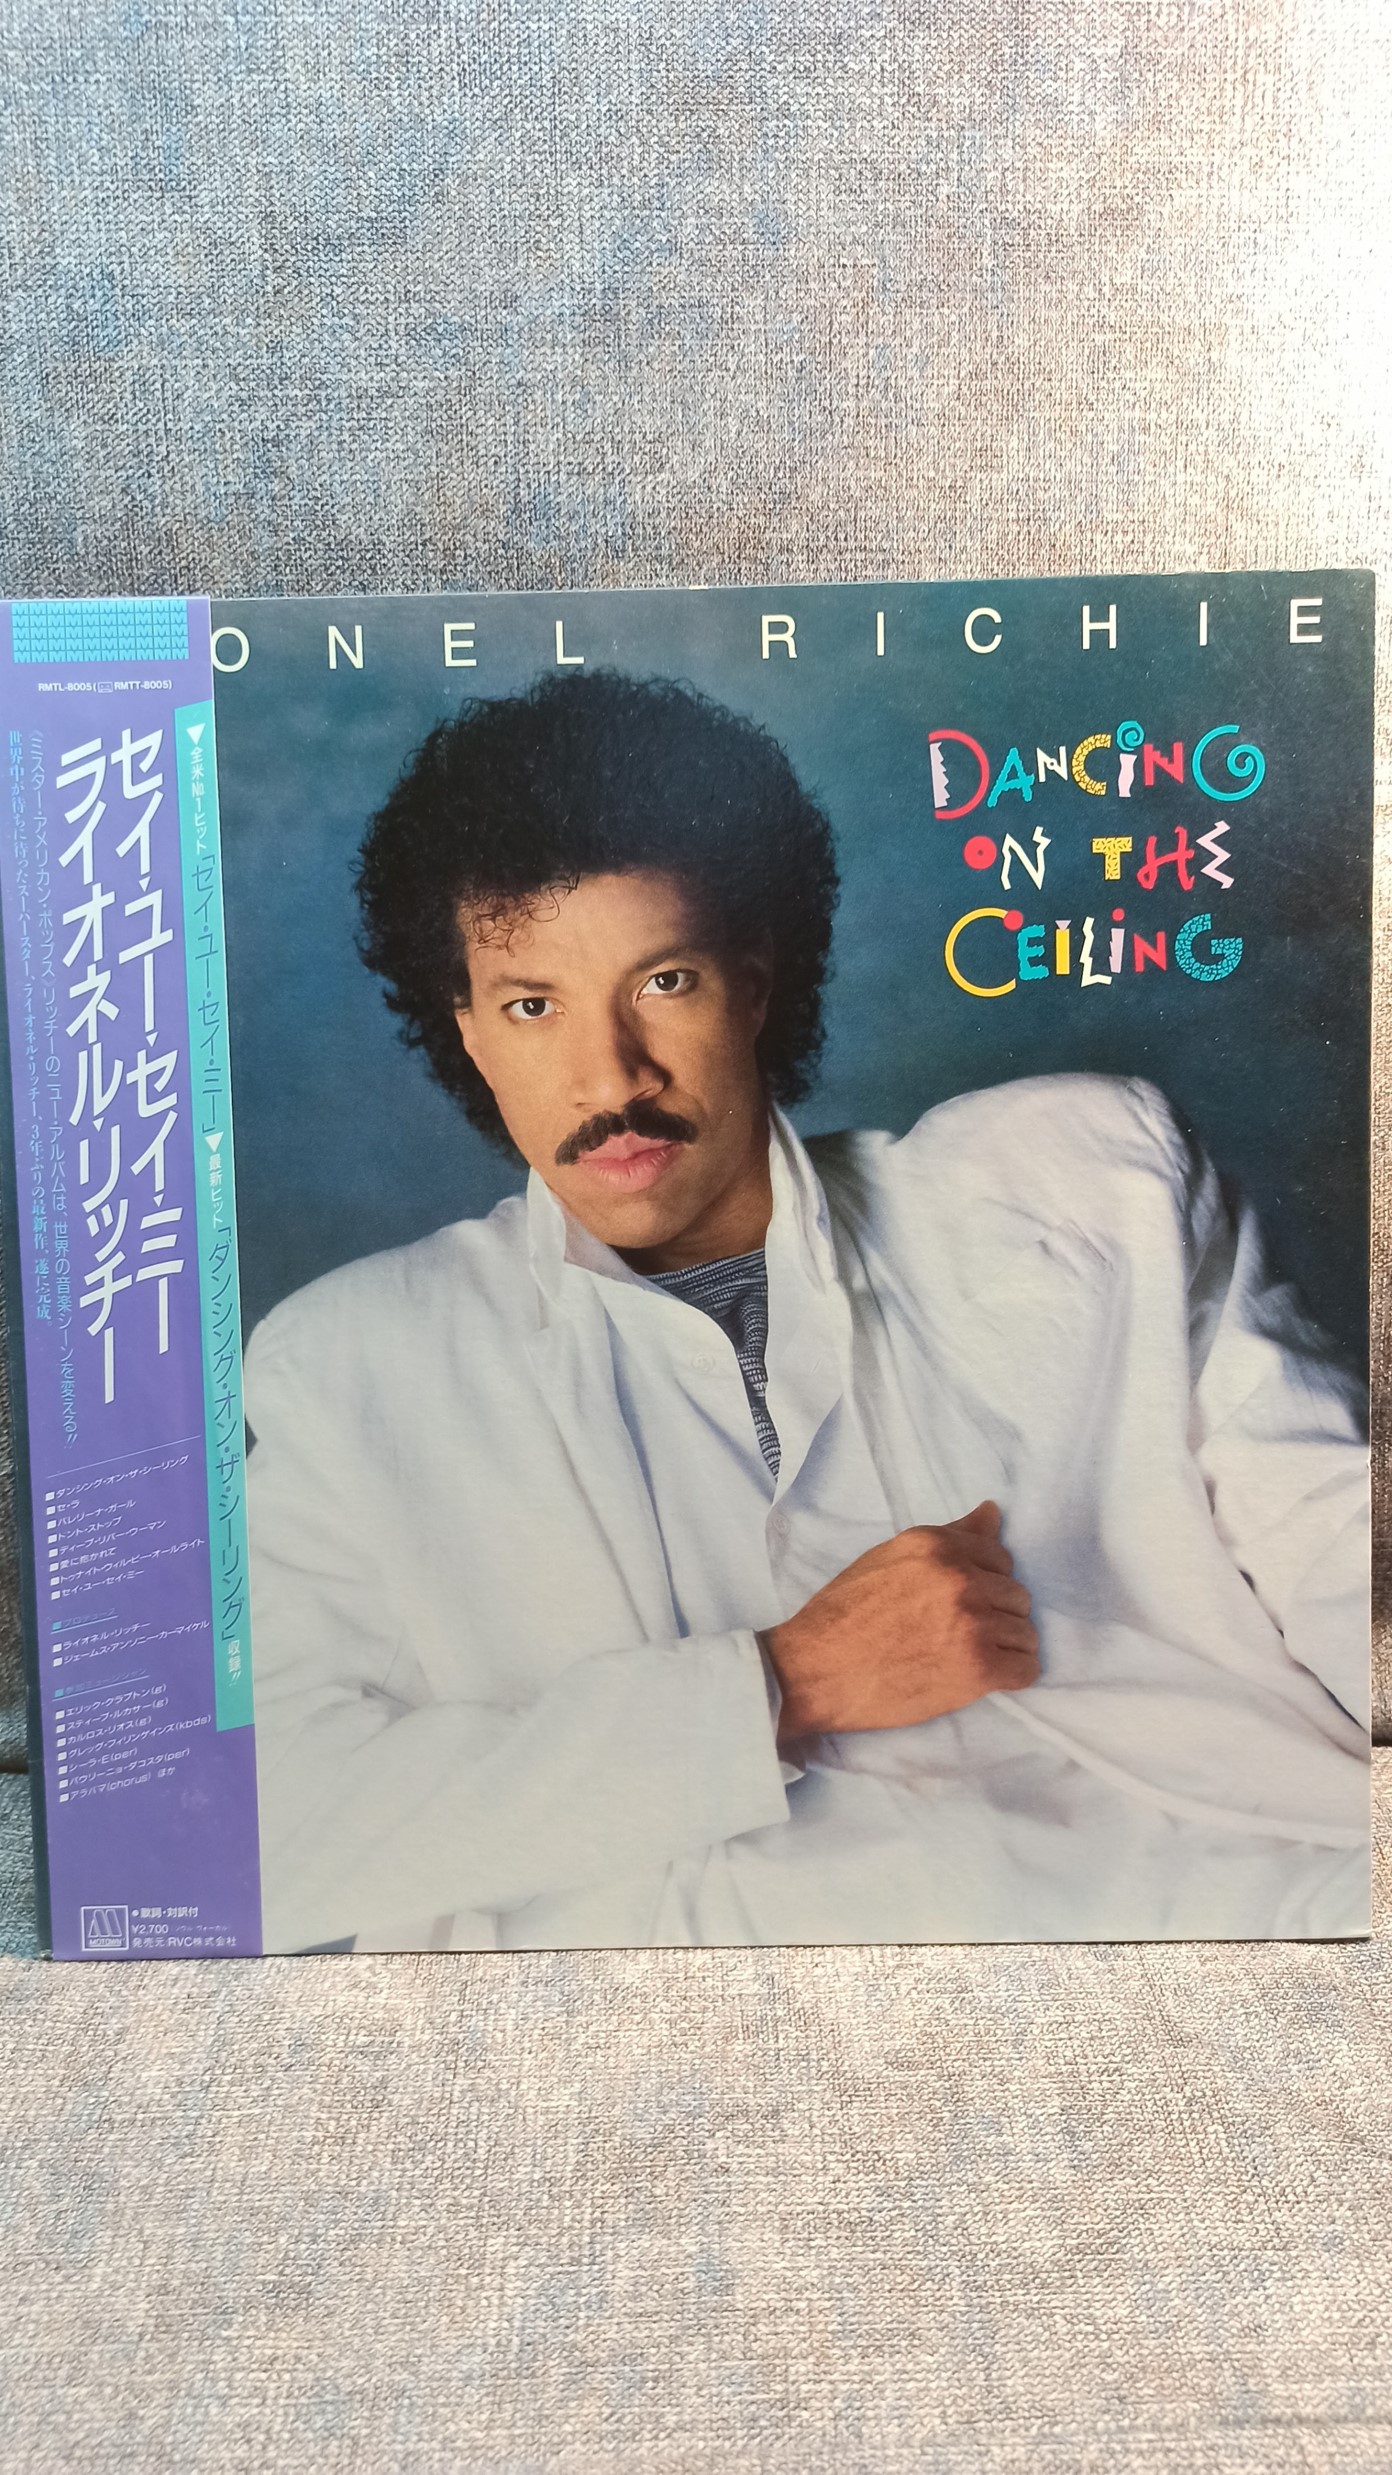 MMMMMMMMMMMMMMMM
RMTL-8005(RMTT-8005)
▼全米№1ヒット「セイ・ユー・セイ・ミー」▼最新ヒット「ダンシング・オン・ザ・シーリング」収録!!
セイ・ユー・セイ・ミー
ライオネル・リッチー
《ミスター・アメリカン・ポップス》リッチーのニュー・アルバムは、世界の音楽シーンを変える!!
世界中が待ちに待ったスーパースター、ライオネル・リッチー、3年ぶりの最新作、遂に完成。
■ダンシング・オン・ザ・シーリング
■セ・ラ
■バレリーナ・ガール
■ドント・ストップ
■ディープ・リバー・ウーマン
■愛に抱かれて
■トゥナイト・ウィル・ビー・オールライト
■セイ・ユー・セイ・ミー
■プロデュース
■ライオネル・リッチー
■ジェームス・アンソニー・カーマイケル
■参加ミュージシャン
■エリック・クラプトン(g)
■スティーブ・ルカサー(g)
■カルロス・リオス(g)
■グレッグ・フィリンゲインズ(kbds)
■シーラ・E(per)
■パウリーニョ・ダコスタ(per)
■アラバマ(chorus) ほか
MOTOWN
●歌詞・対訳付
¥2,700
発売元:RVC株式会社
ONEL RICHIE
DANCING
ON THE
CEILING